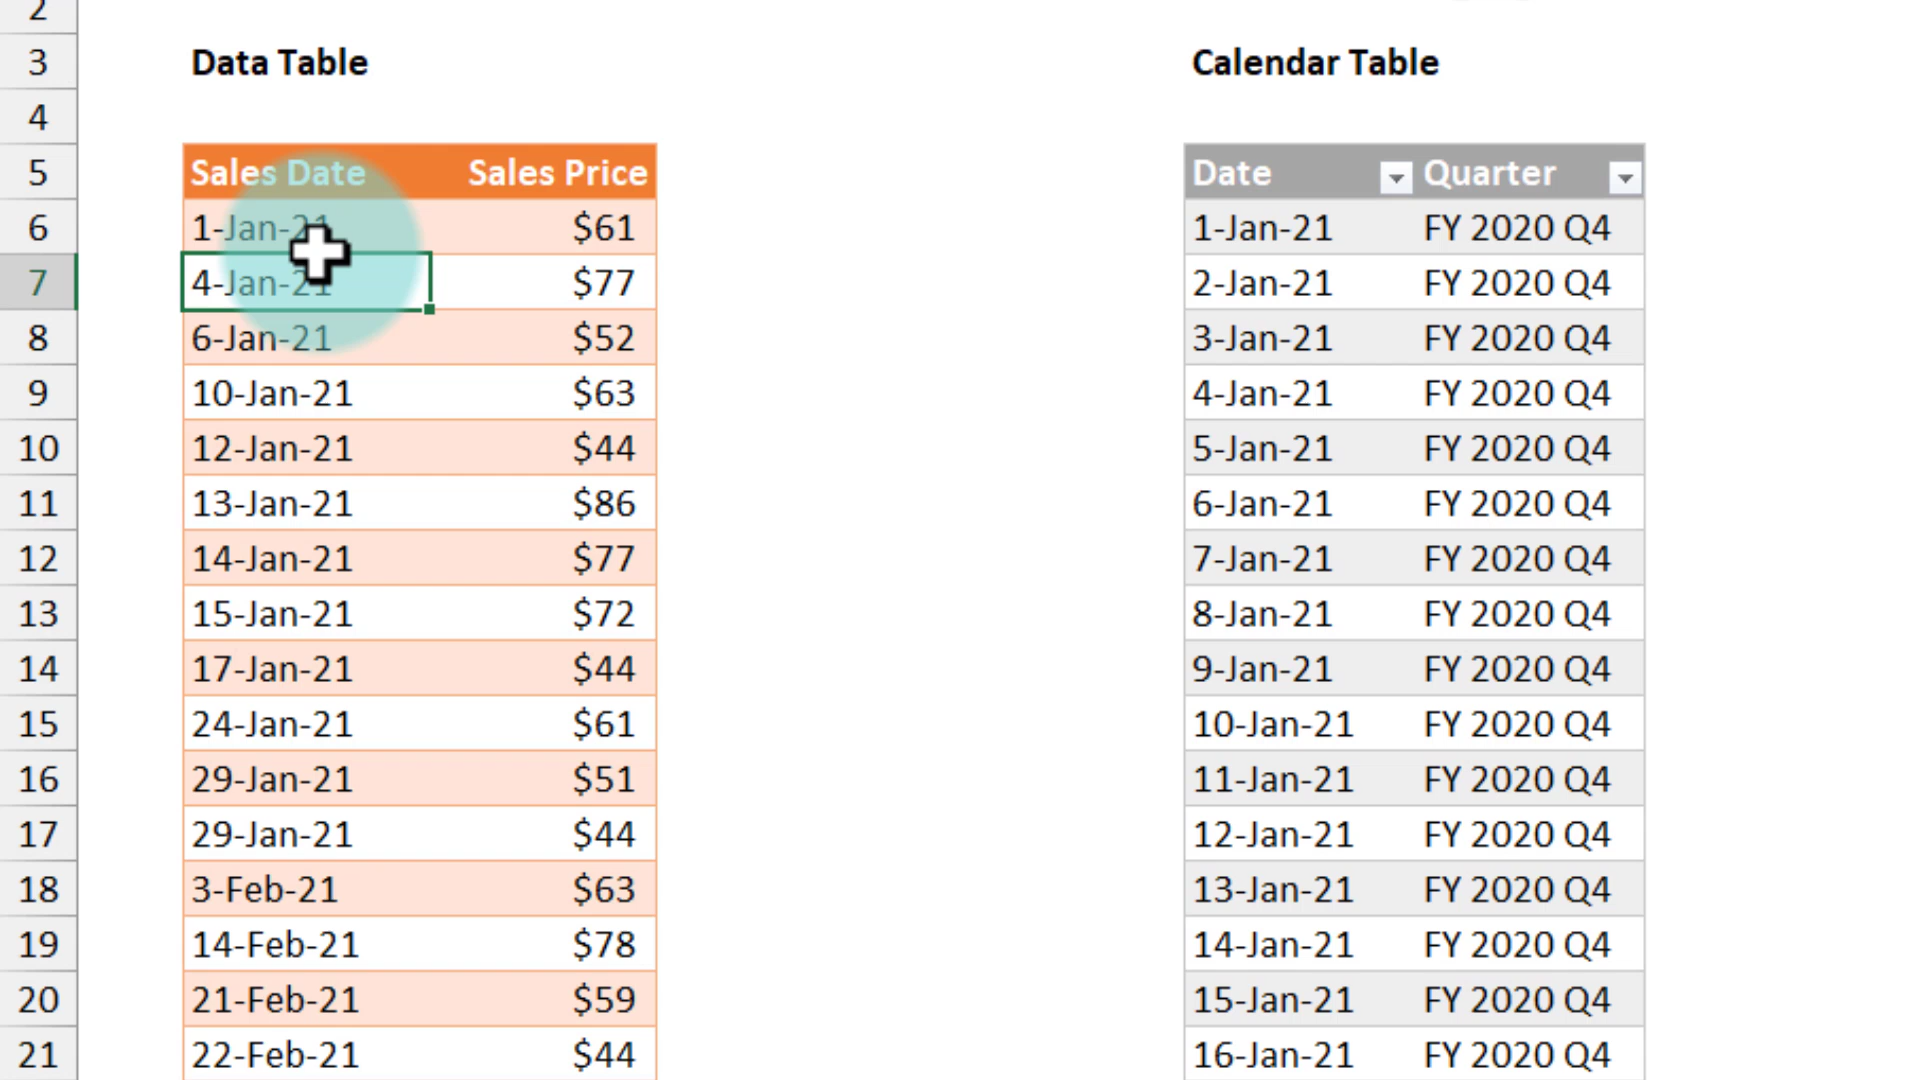 2
3 Data Table Calendar Table
4
5 Sales Date Sales Price Date Quarter
6 1-Jan-21 $61 1-Jan-21 FY 2020 Q4
7 4-Jan-21 $77 2-Jan-21 FY 2020 Q4
8 6-Jan-21 $52 3-Jan-21 FY 2020 Q4
9 10-Jan-21 $63 4-Jan-21 FY 2020 Q4
10 12-Jan-21 $44 5-Jan-21 FY 2020 Q4
11 13-Jan-21 $86 6-Jan-21 FY 2020 Q4
12 14-Jan-21 $77 7-Jan-21 FY 2020 Q4
13 15-Jan-21 $72 8-Jan-21 FY 2020 Q4
14 17-Jan-21 $44 9-Jan-21 FY 2020 Q4
15 24-Jan-21 $61 10-Jan-21 FY 2020 Q4
16 29-Jan-21 $51 11-Jan-21 FY 2020 Q4
17 29-Jan-21 $44 12-Jan-21 FY 2020 Q4
18 3-Feb-21 $63 13-Jan-21 FY 2020 Q4
19 14-Feb-21 $78 14-Jan-21 FY 2020 Q4
20 21-Feb-21 $59 15-Jan-21 FY 2020 Q4
21 22-Feb-21 $44 16-Jan-21 FY 2020 Q4